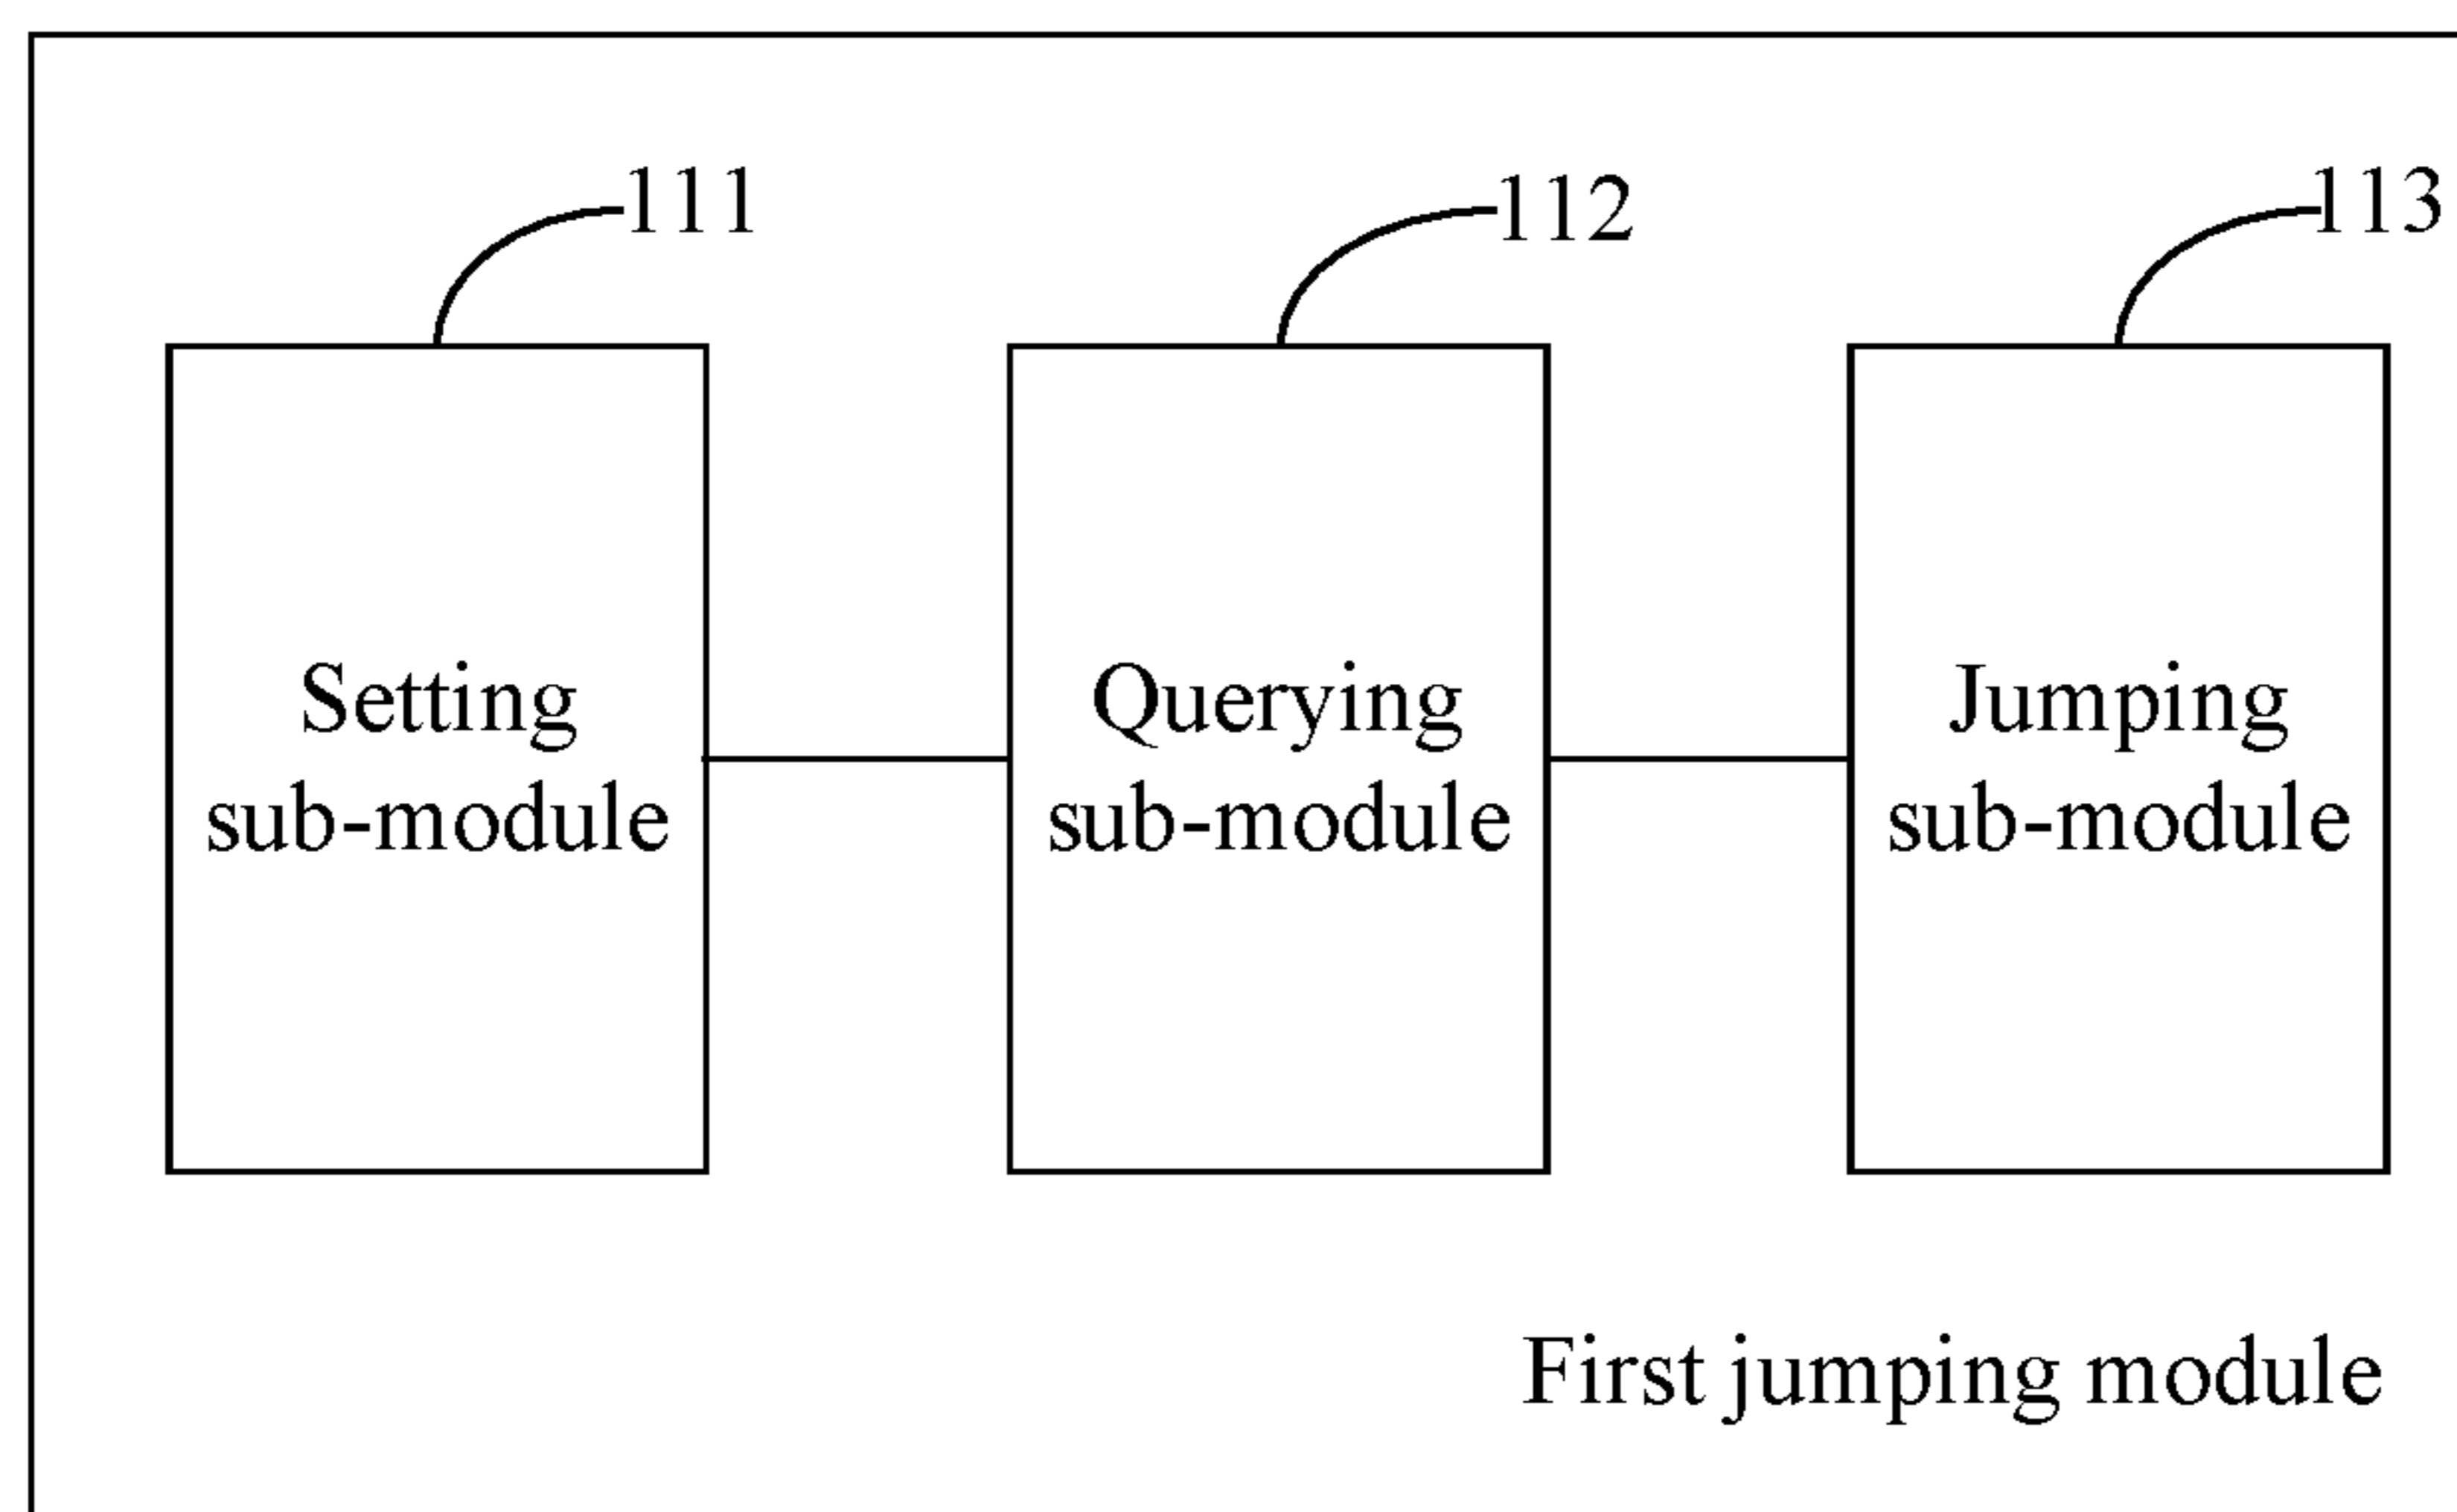 111
112
113
Setting
sub-module
Querying
sub-module
Jumping
sub-module
First jumping module